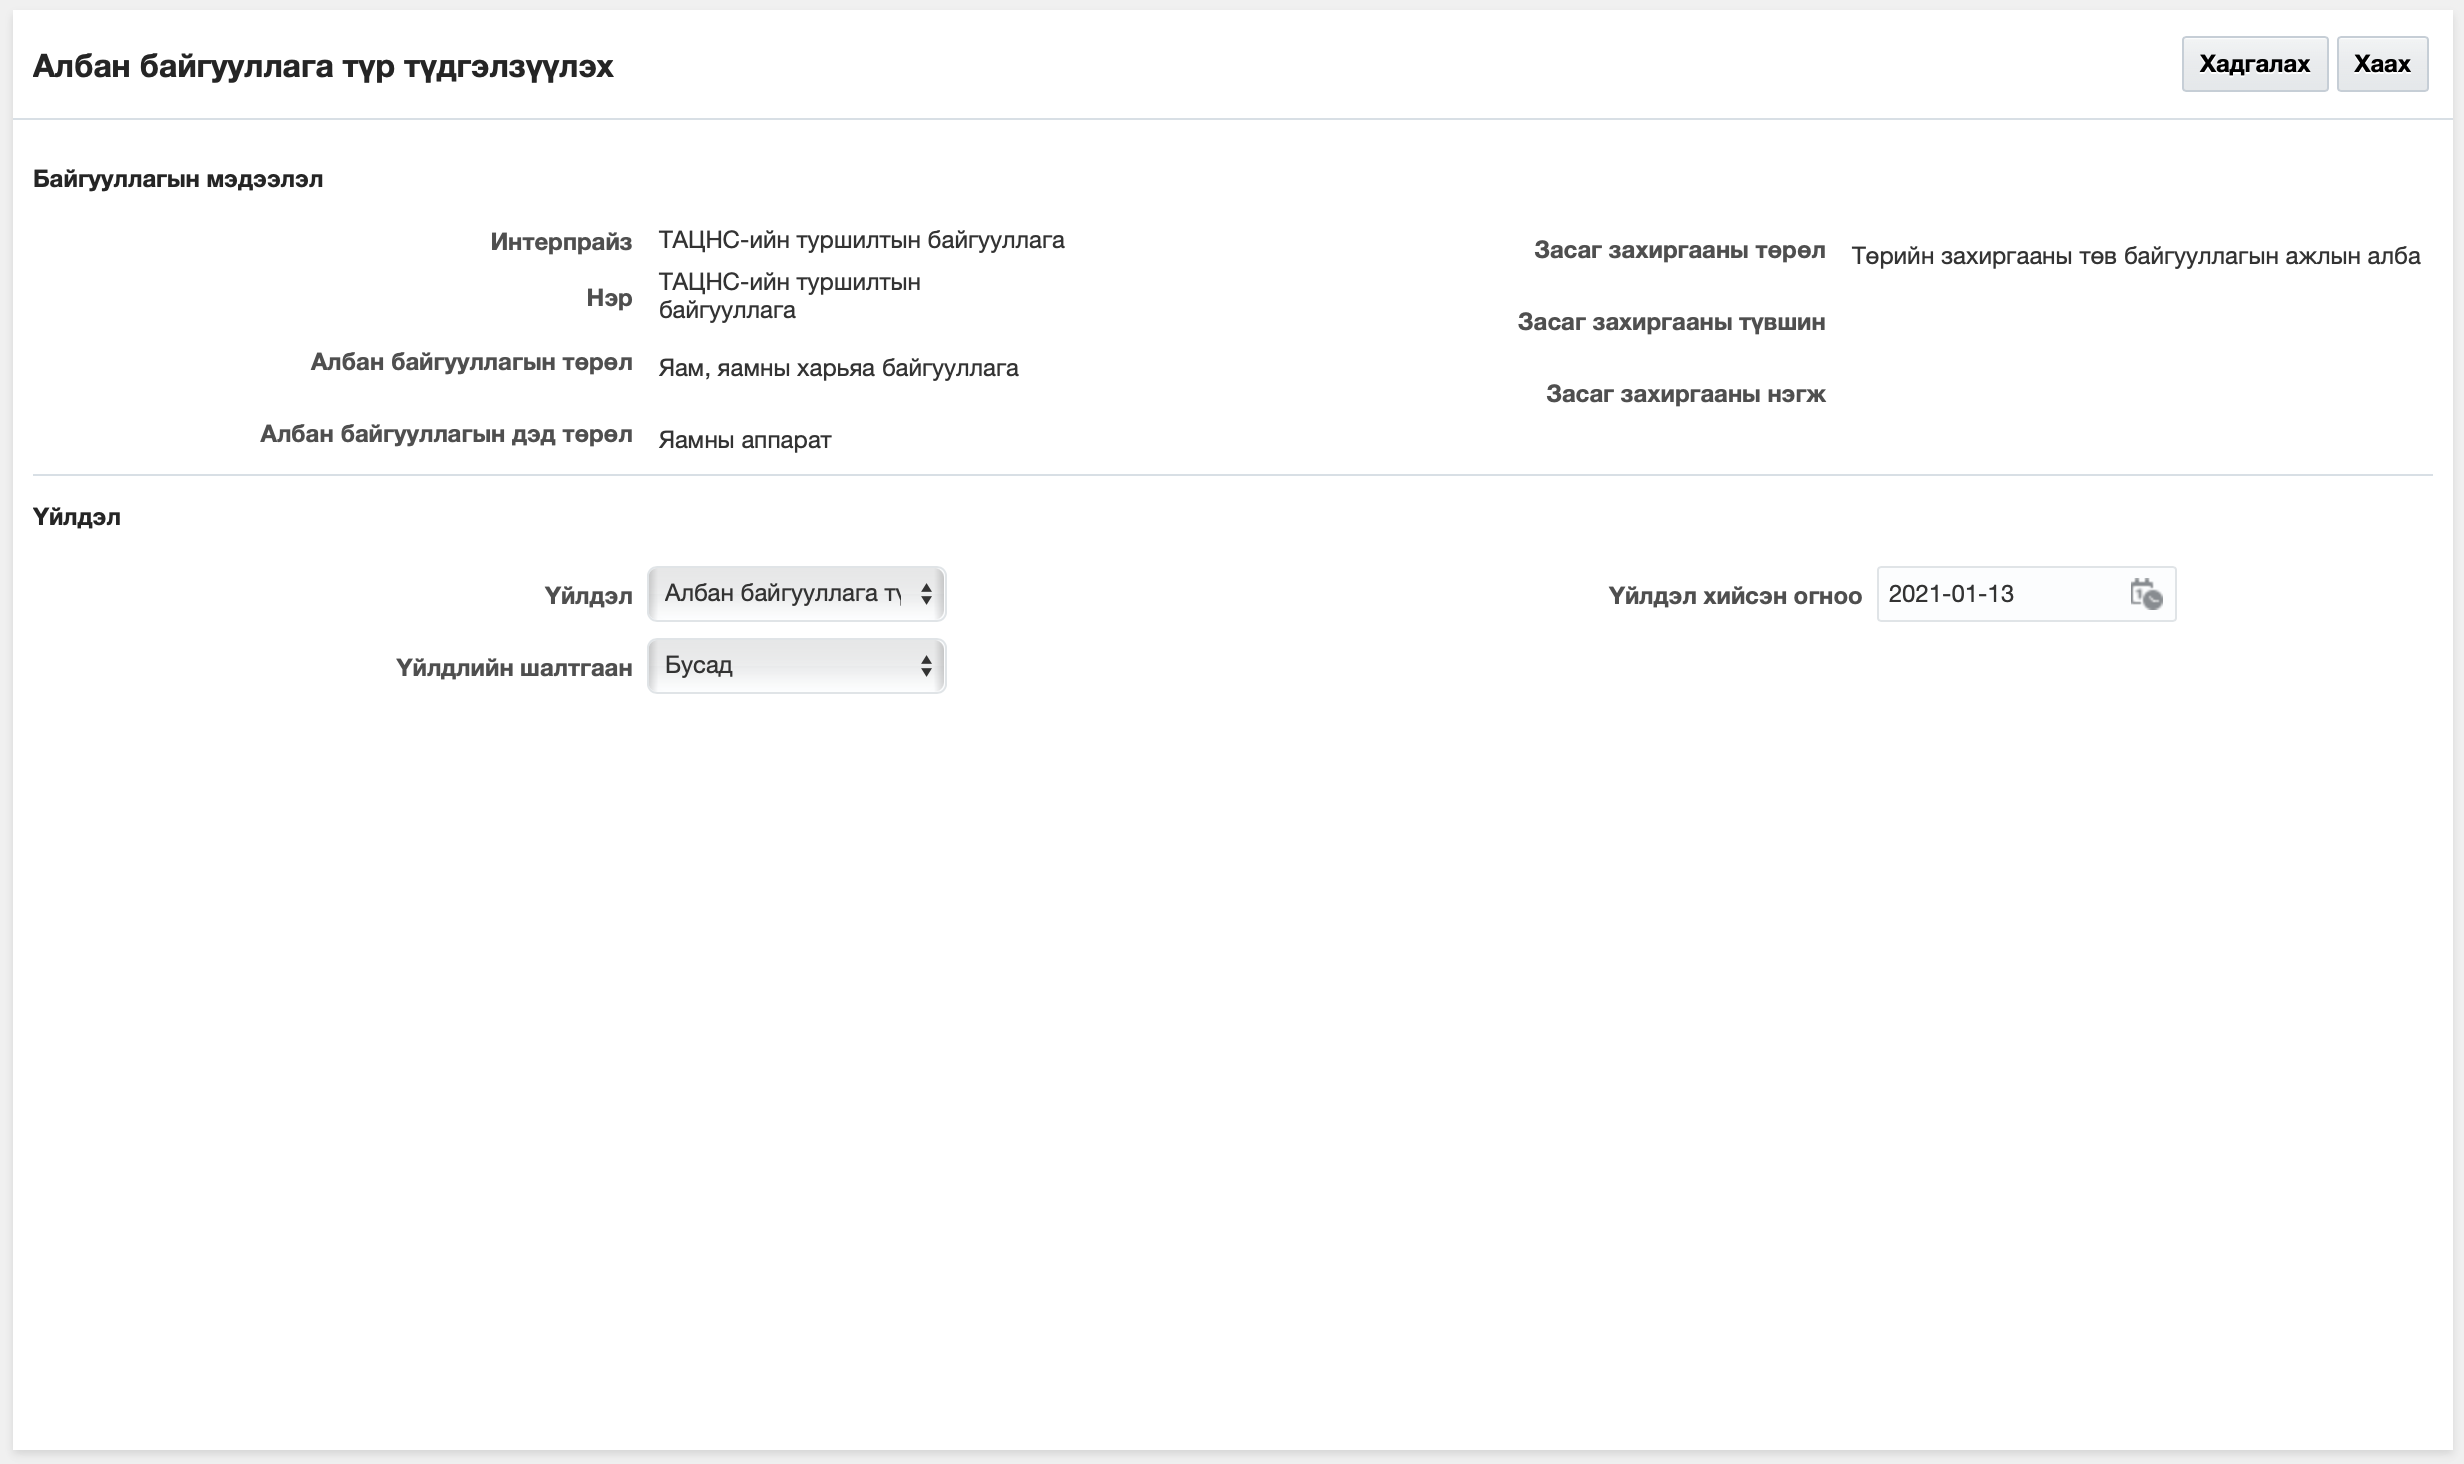 Албан байгууллага түр түдгэлзүүлэх
Хадгалах
Хаах
Байгууллагын мэдээлэл
Интерпрайз
ТАЦНС-ийн туршилтын байгууллага
Нэр
ТАЦНС-ийн туршилтын
байгууллага
Албан байгууллагын төрөл
Яам, яамны харьяа байгууллага
Албан байгууллагын дэд төрөл
Яамны аппарат
Засаг захиргааны төрөл
Төрийн захиргааны төв байгууллагын ажлын алба
Засаг захиргааны түвшин
Засаг захиргааны нэгж
Үйлдэл
Үйлдэл
Албан байгууллага тү
Үйлдэл хийсэн огноо
2021-01-13
Үйлдлийн шалтгаан
Бусад